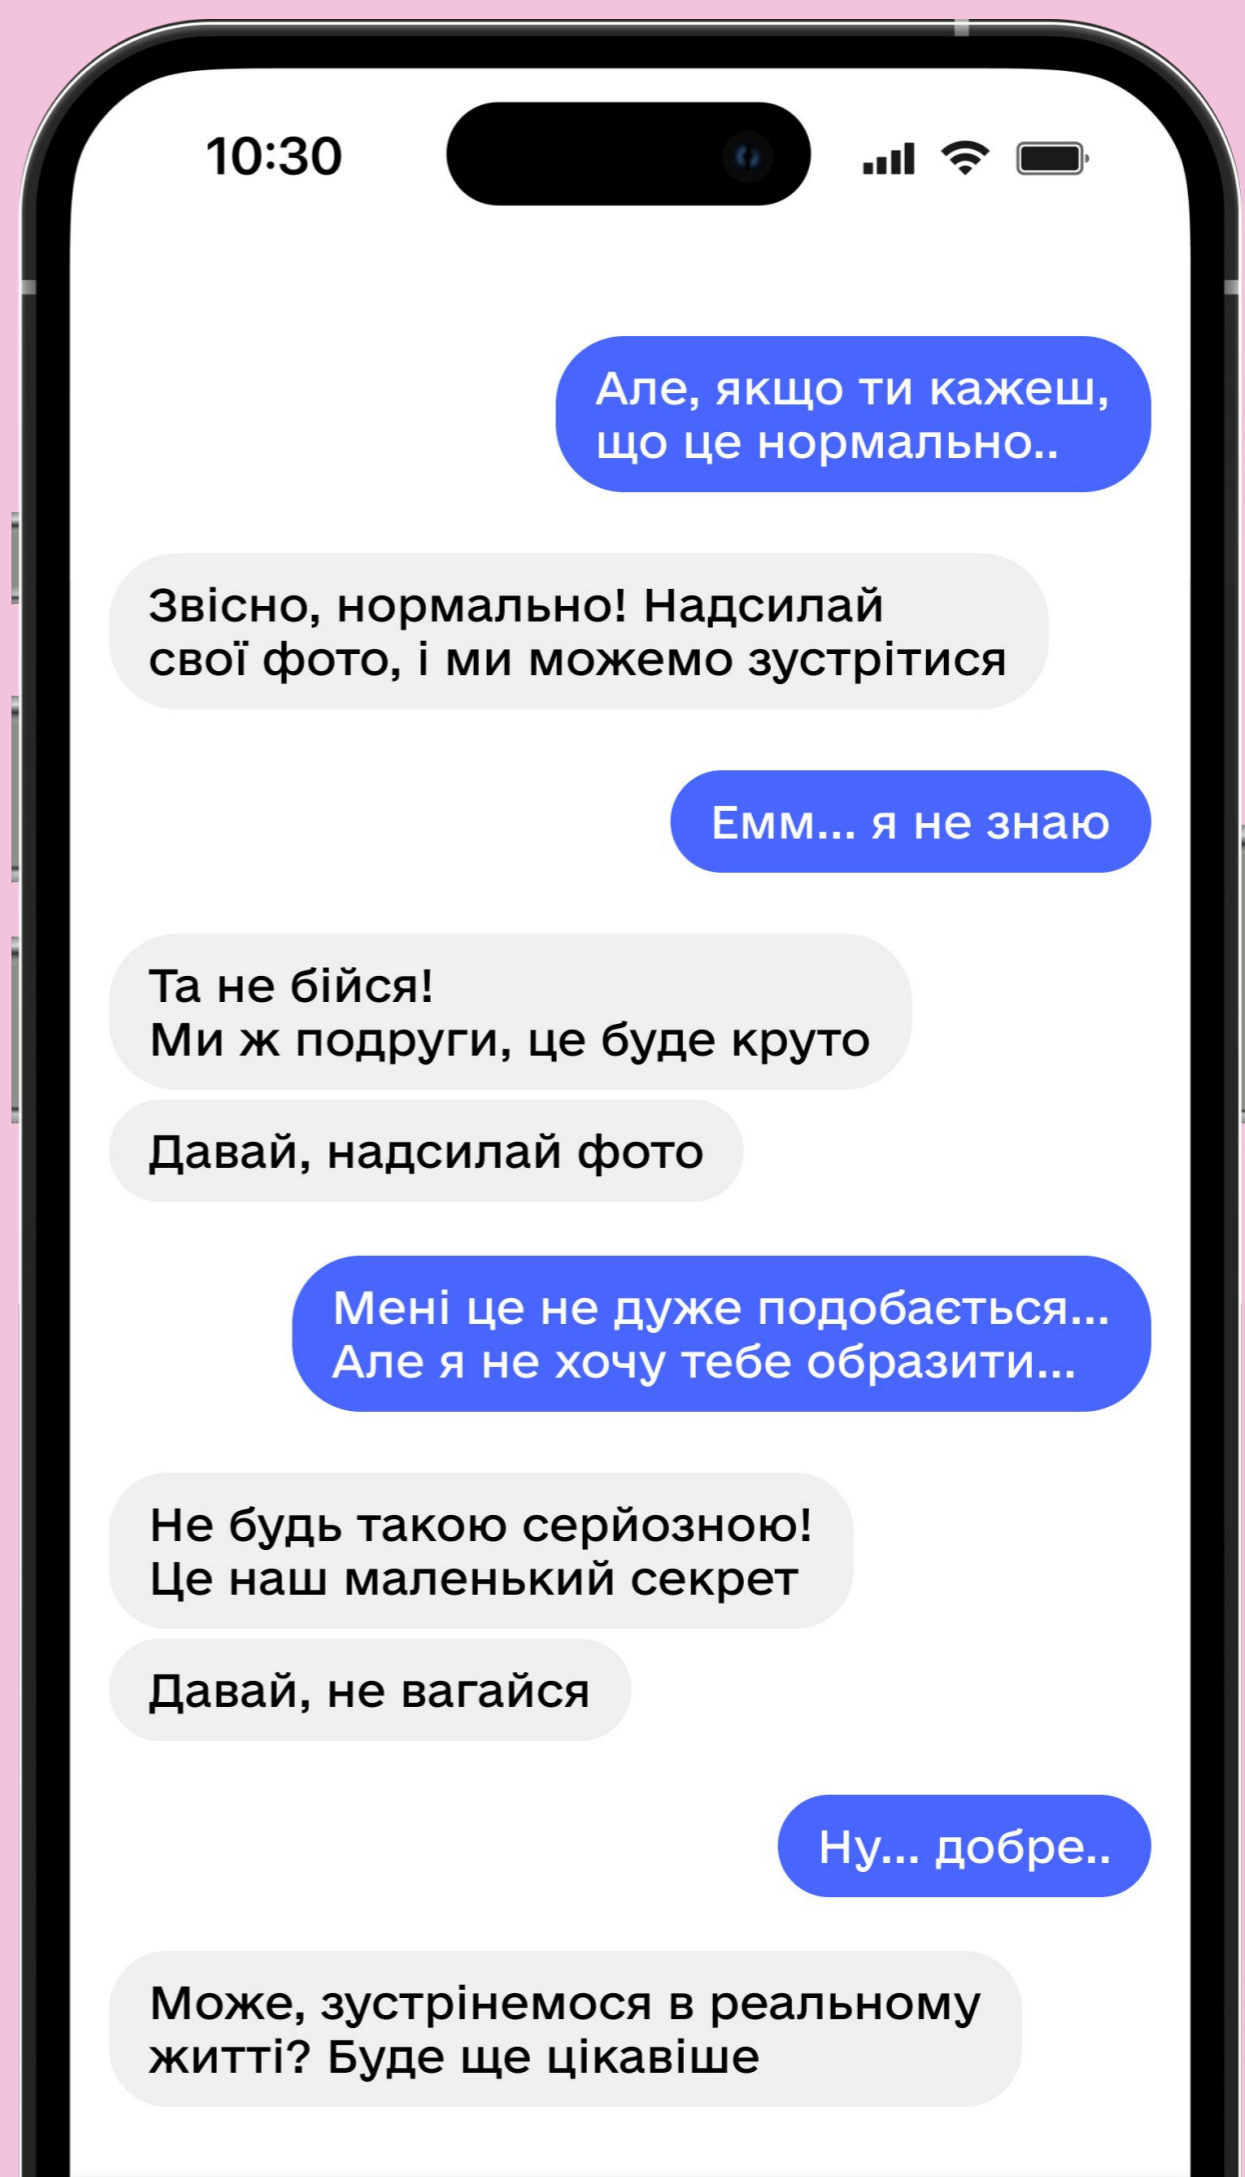 10:30
Але, якщо ти кажеш,
що це нормально..
Звісно, нормально! Надсилай
свої фото, і ми можемо зустрітися
Емм... я не знаю
Та не бійся!
Ми ж подруги, це буде круто
Давай, надсилай фото
Мені це не дуже подобається...
Але я не хочу тебе образити...
Не будь такою серйозною!
Це наш маленький секрет
Давай, не вагайся
Ну... добре..
Може, зустрінемося в реальному
житті? Буде ще цікавіше